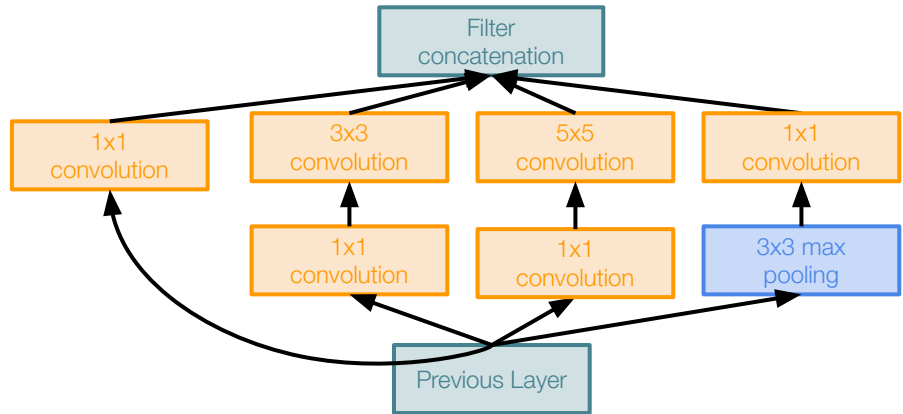 Filter
concatenation
1x1
convolution
3x3
convolution
5x5
convolution
1x1
convolution
1x1
convolution
1x1
convolution
3x3 max
pooling
Previous Layer